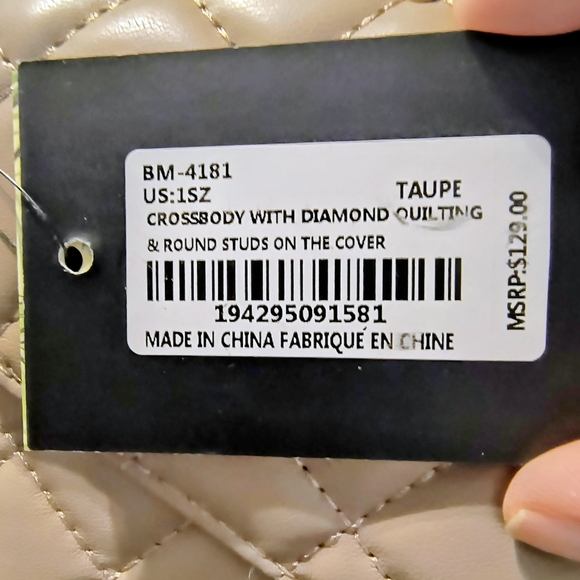 BM-4181
US:1SZ TAUPE
CROSSBODY WITH DIAMOND QUILTING
& ROUND STUDS ON THE COVER
194295091581
MADE IN CHINA FABRIQUÉ EN CHINE
MSRP:$129.00